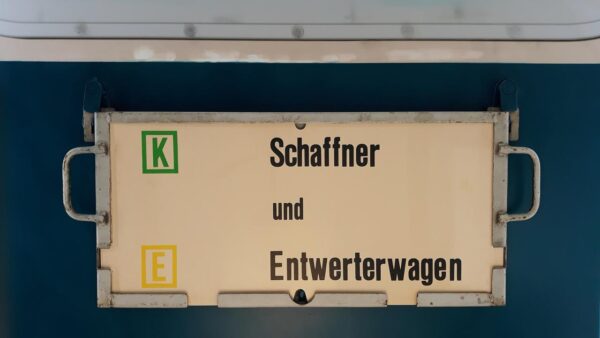 K Schaffner
und
E Entwerterwagen